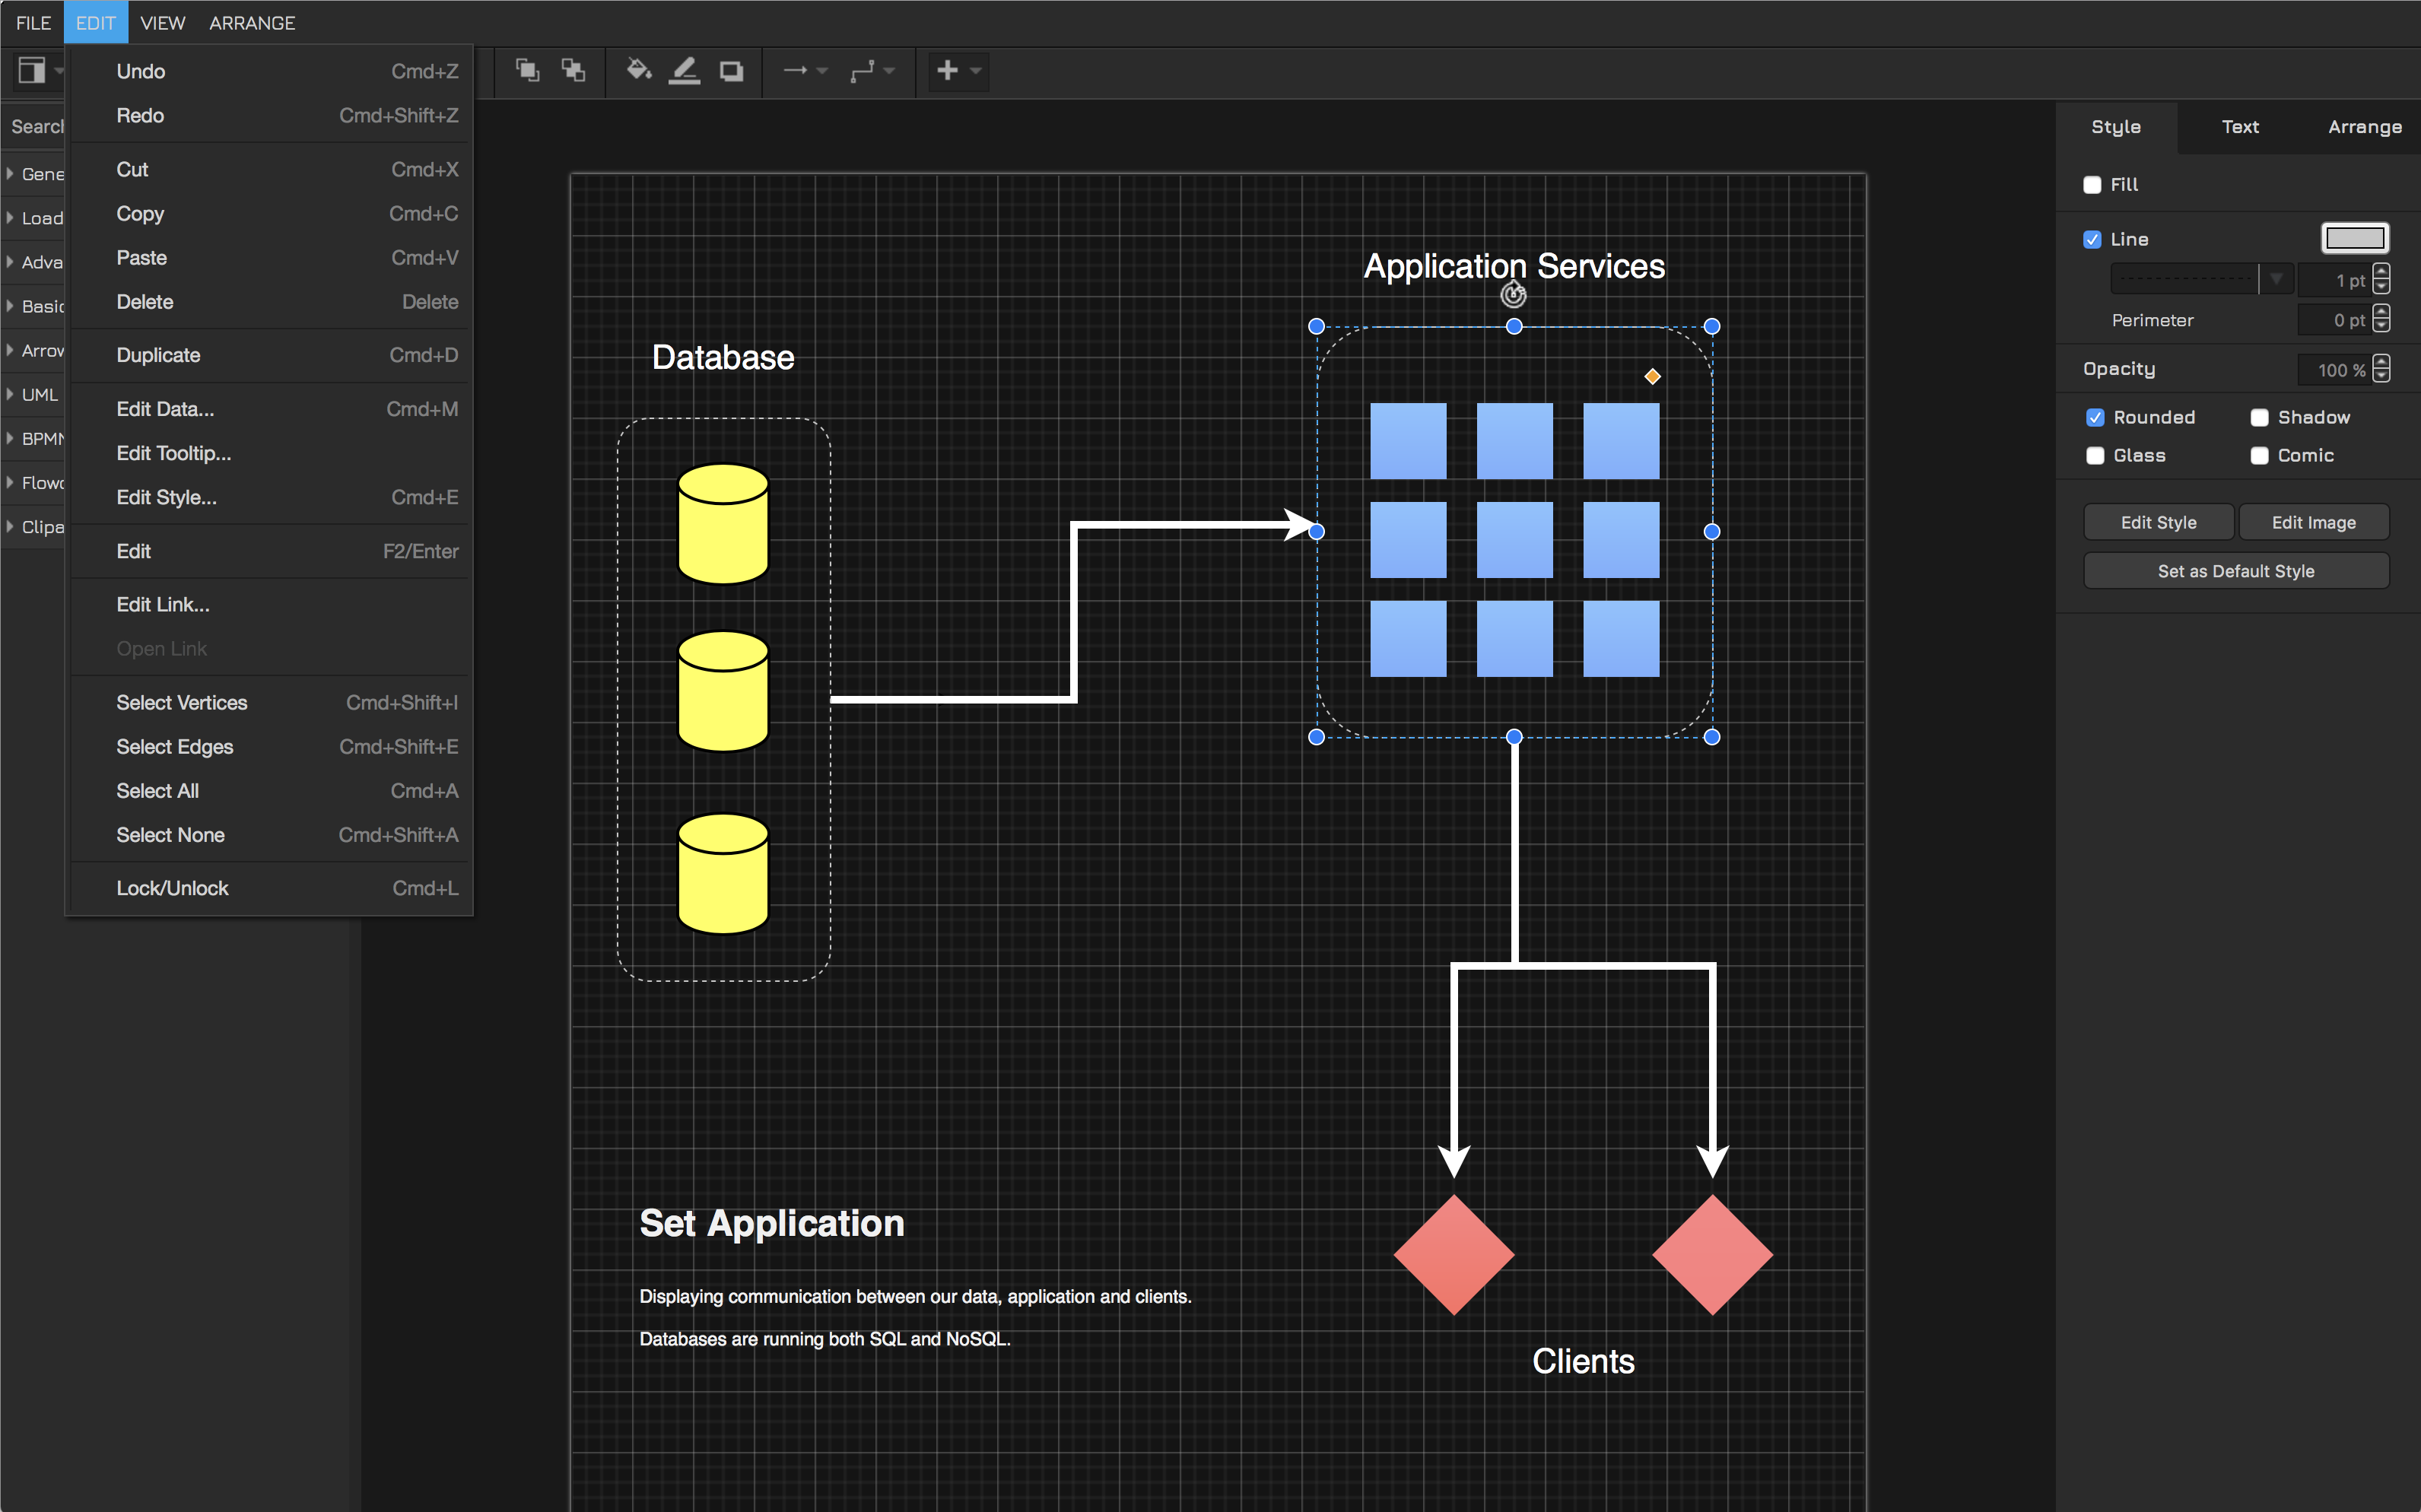 FILE EDIT VIEW ARRANGE
Undo Cmd+Z
Redo Cmd+Shift+Z
Cut Cmd+X
Copy Cmd+C
Paste Cmd+V
Delete Delete
Duplicate Cmd+D
Edit Data... Cmd+M
Edit Tooltip...
Edit Style... Cmd+E
Edit F2/Enter
Edit Link...
Open Link
Select Vertices Cmd+Shift+I
Select Edges Cmd+Shift+E
Select All Cmd+A
Select None Cmd+Shift+A
Lock/Unlock Cmd+L
Gene
Load
Adva
UML
Clipa
Application Services
Database
Set Application
Displaying communication between our data, application and clients.
Databases are running both SQL and NoSQL.
Clients
Style Text Arrange
Fill
Line
1 pt
Perimeter 0 pt
Opacity 100 %
Rounded Shadow
Glass Comic
Edit Style Edit Image
Set as Default Style